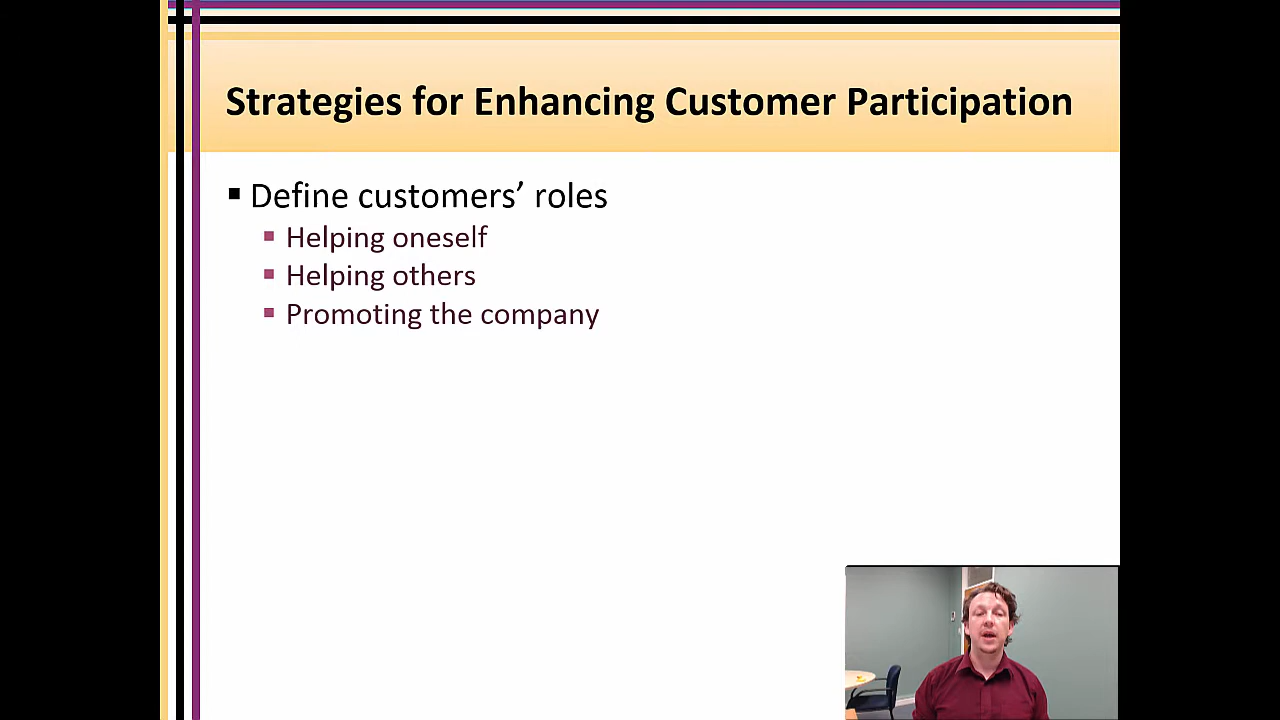 Strategies for Enhancing Customer Participation
Define customers’ roles
Helping oneself
Helping others
Promoting the company